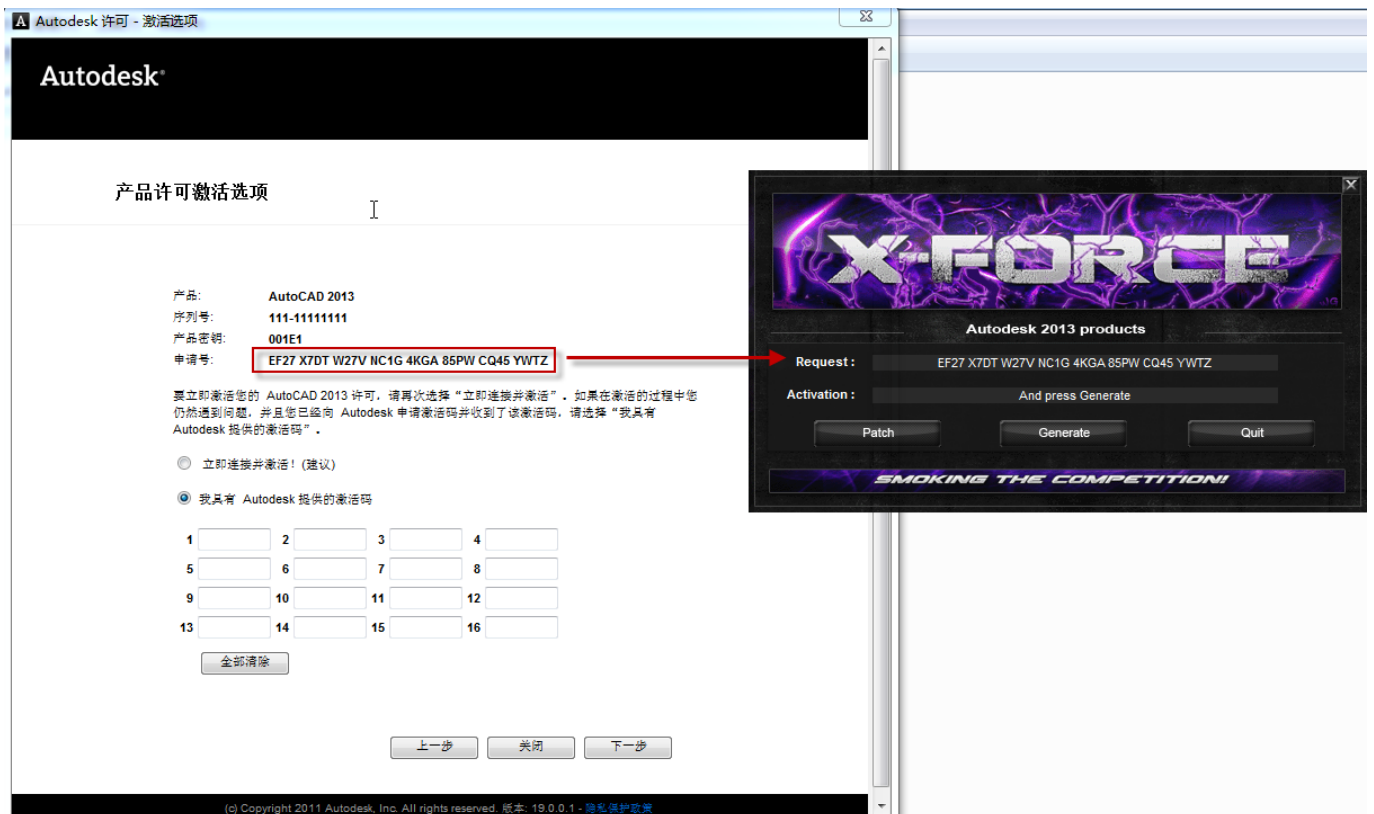 Autodesk 许可 - 激活选项
Autodesk
产品许可激活选项
产品: AutoCAD 2013
序列号: 111-11111111
产品密钥: 001E1
申请号: EF27 X7DT W27V NC1G 4KGA 85PW CQ45 YWTZ
要立即激活您的 AutoCAD 2013 许可，请再次选择“立即连接并激活”。如果在激活的过程中您
仍然遇到问题，并且您已经向 Autodesk 申请激活码并收到了该激活码，请选择“我具有
Autodesk 提供的激活码”。
立即连接并激活! (建议)
我具有 Autodesk 提供的激活码
1 2 3 4
5 6 7 8
9 10 11 12
13 14 15 16
全部清除
上一步 关闭 下一步
(c) Copyright 2011 Autodesk, Inc. All rights reserved. 版本: 19.0.0.1 - 隐私保护政策
X-FORCE
Autodesk 2013 products
Request : EF27 X7DT W27V NC1G 4KGA 85PW CQ45 YWTZ
Activation : And press Generate
Patch Generate Quit
SMOKING THE COMPETITION!